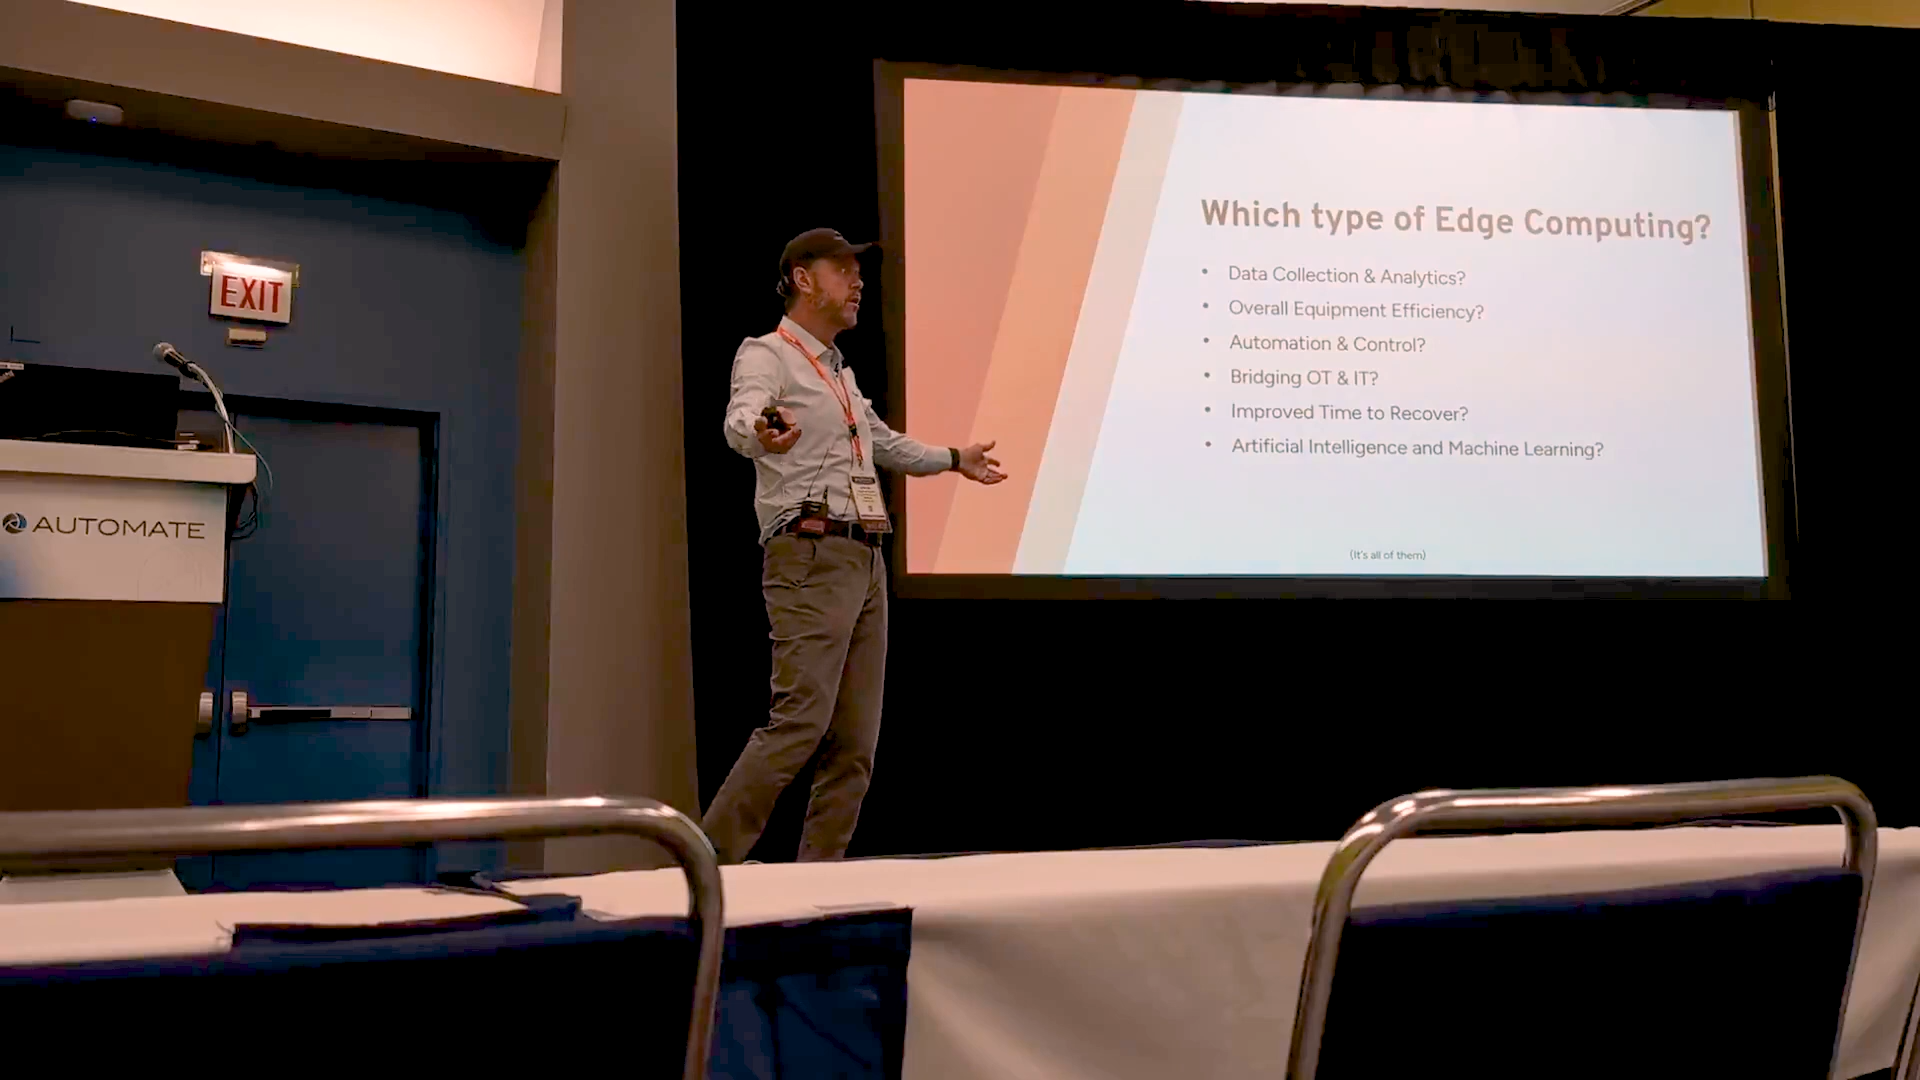 EXIT
AUTOMATE
Which type of Edge Computing?
• Data Collection & Analytics?
• Overall Equipment Efficiency?
• Automation & Control?
• Bridging OT & IT?
• Improved Time to Recover?
• Artificial Intelligence and Machine Learning?
(It's all of them)